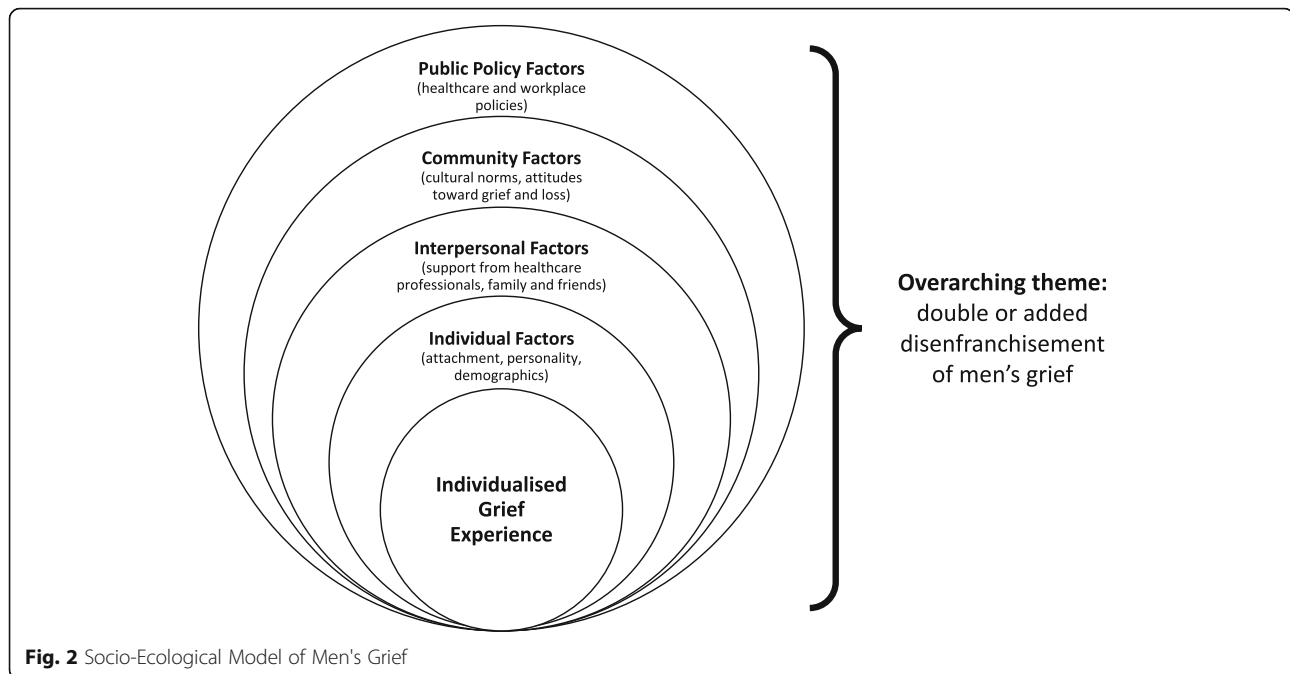 Public Policy Factors
(healthcare and workplace
policies)
Community Factors
(cultural norms, attitudes
toward grief and loss)
Interpersonal Factors
(support from healthcare
professionals, family and friends)
Individual Factors
(attachment, personality,
demographics)
Individualised
Grief
Experience
Overarching theme:
double or added
disenfranchisement
of men’s grief
Fig. 2 Socio-Ecological Model of Men's Grief